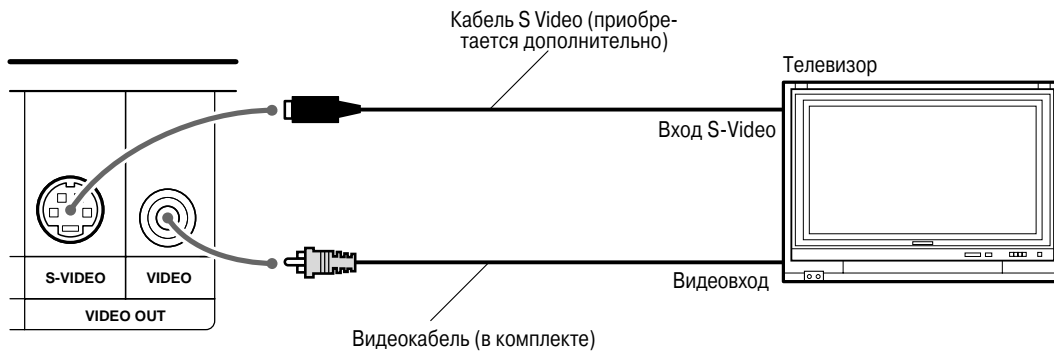 Кабель S Video (приобре-
тается дополнительно)
Телевизор
Вход S-Video
S-VIDEO
VIDEO
Видеовход
VIDEO OUT
Видеокабель (в комплекте)